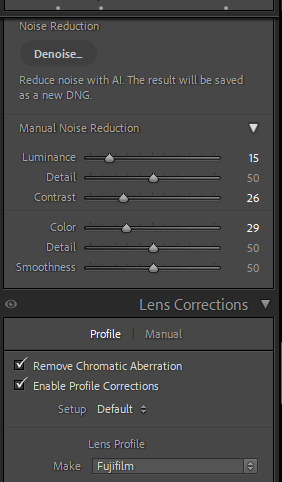 Noise Reduction
Denoise...
Reduce noise with AI. The result will be saved
as a new DNG.
Manual Noise Reduction
Luminance 15
Detail 50
Contrast 26
Color 29
Detail 50
Smoothness 50
Lens Corrections
Profile | Manual
Remove Chromatic Aberration
Enable Profile Corrections
Setup Default
Lens Profile
Make Fujifilm